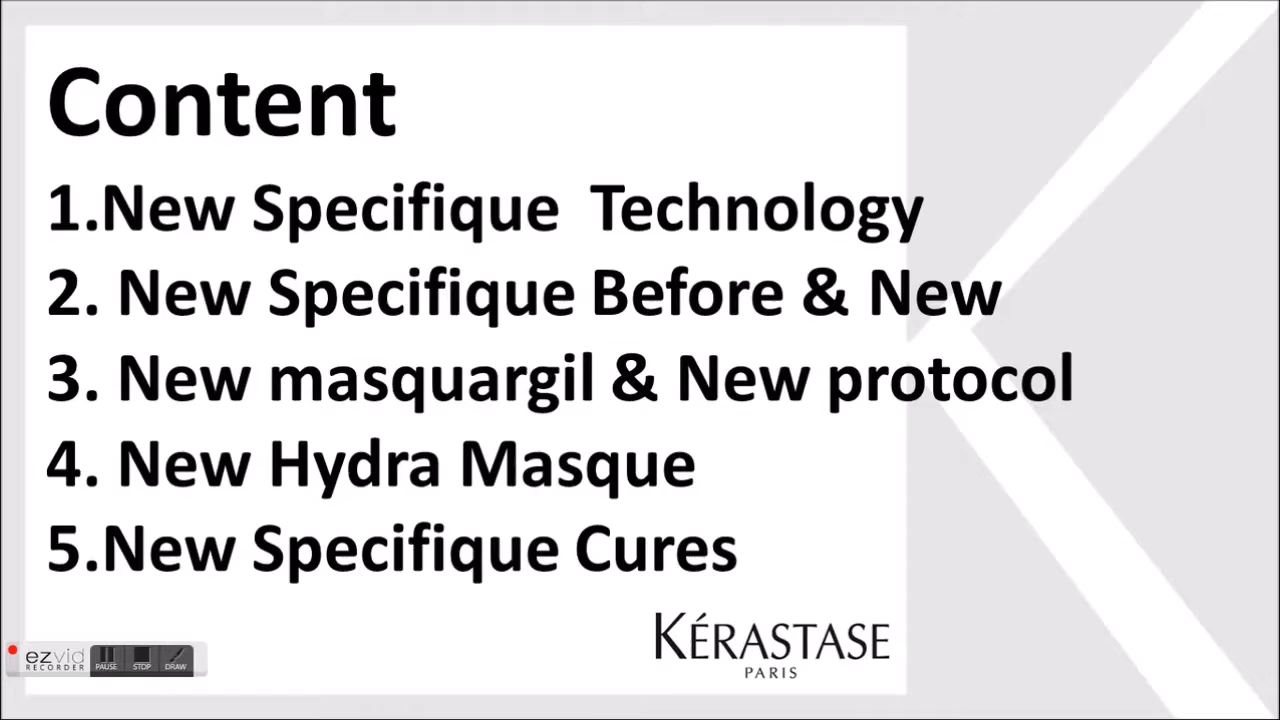 Content
1.New Specifique  Technology
2. New Specifique Before & New
3. New masquargil & New protocol
4. New Hydra Masque
5.New Specifique Cures
KÉRASTASE
PARIS
ezvid
RECORDER
PAUSE STOP DRAW